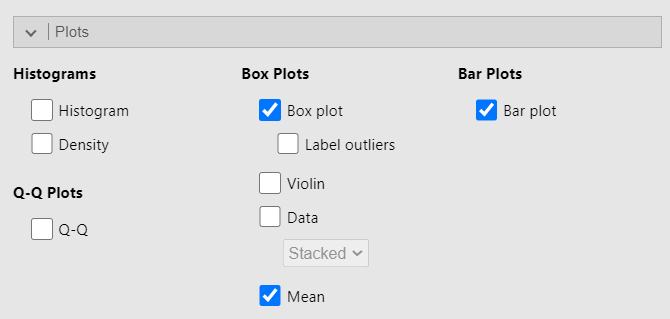 Plots
Histograms
Histogram
Density
Q-Q Plots
Q-Q
Box Plots
Box plot
Label outliers
Violin
Data
Stacked
Mean
Bar Plots
Bar plot